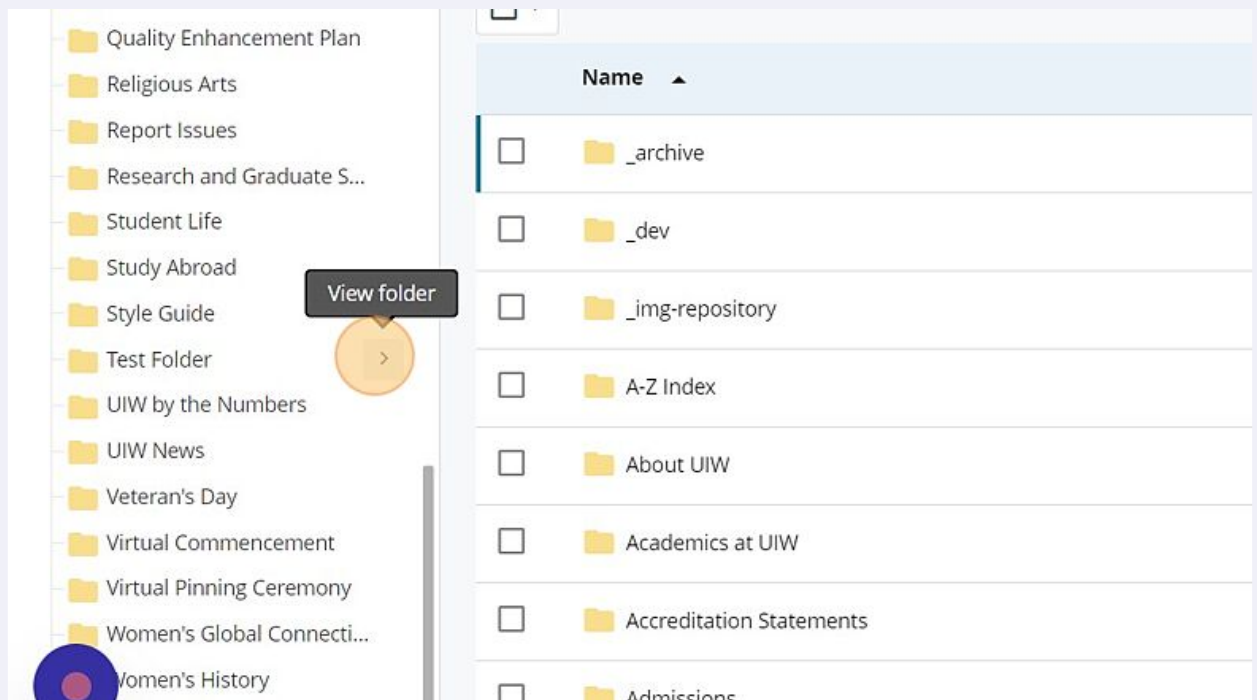 Quality Enhancement Plan
Religious Arts
Report Issues
Research and Graduate S...
Student Life
Study Abroad
View folder
Style Guide
Test Folder
UIW by the Numbers
UIW News
Veteran's Day
Virtual Commencement
Virtual Pinning Ceremony
Women's Global Connecti...
Women's History
Name
_archive
_dev
_img-repository
A-Z Index
About UIW
Academics at UIW
Accreditation Statements
Admissions